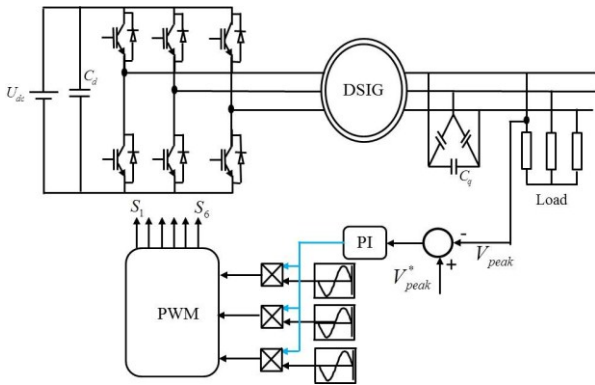 U_dc
C_d
DSIG
C_q
Load
S_1
S_6
PI
-
+
V_peak
V*_peak
PWM